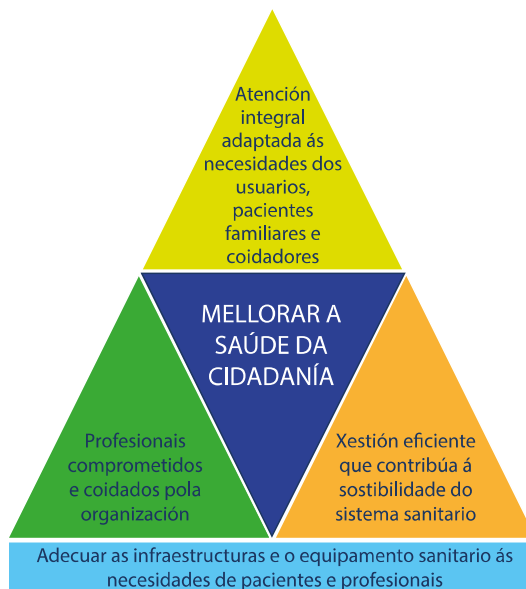 Atención
integral
adaptada ás
necesidades dos
usuarios,
pacientes
familiares e
coidadores
MELLORAR A
SAÚDE DA
CIDADANÍA
Profesionais
comprometidos
e coidados pola
organización
Xestión eficiente
que contribúa á
sostibilidade do
sistema sanitario
Adecuar as infraestructuras e o equipamento sanitario ás
necesidades de pacientes e profesionais